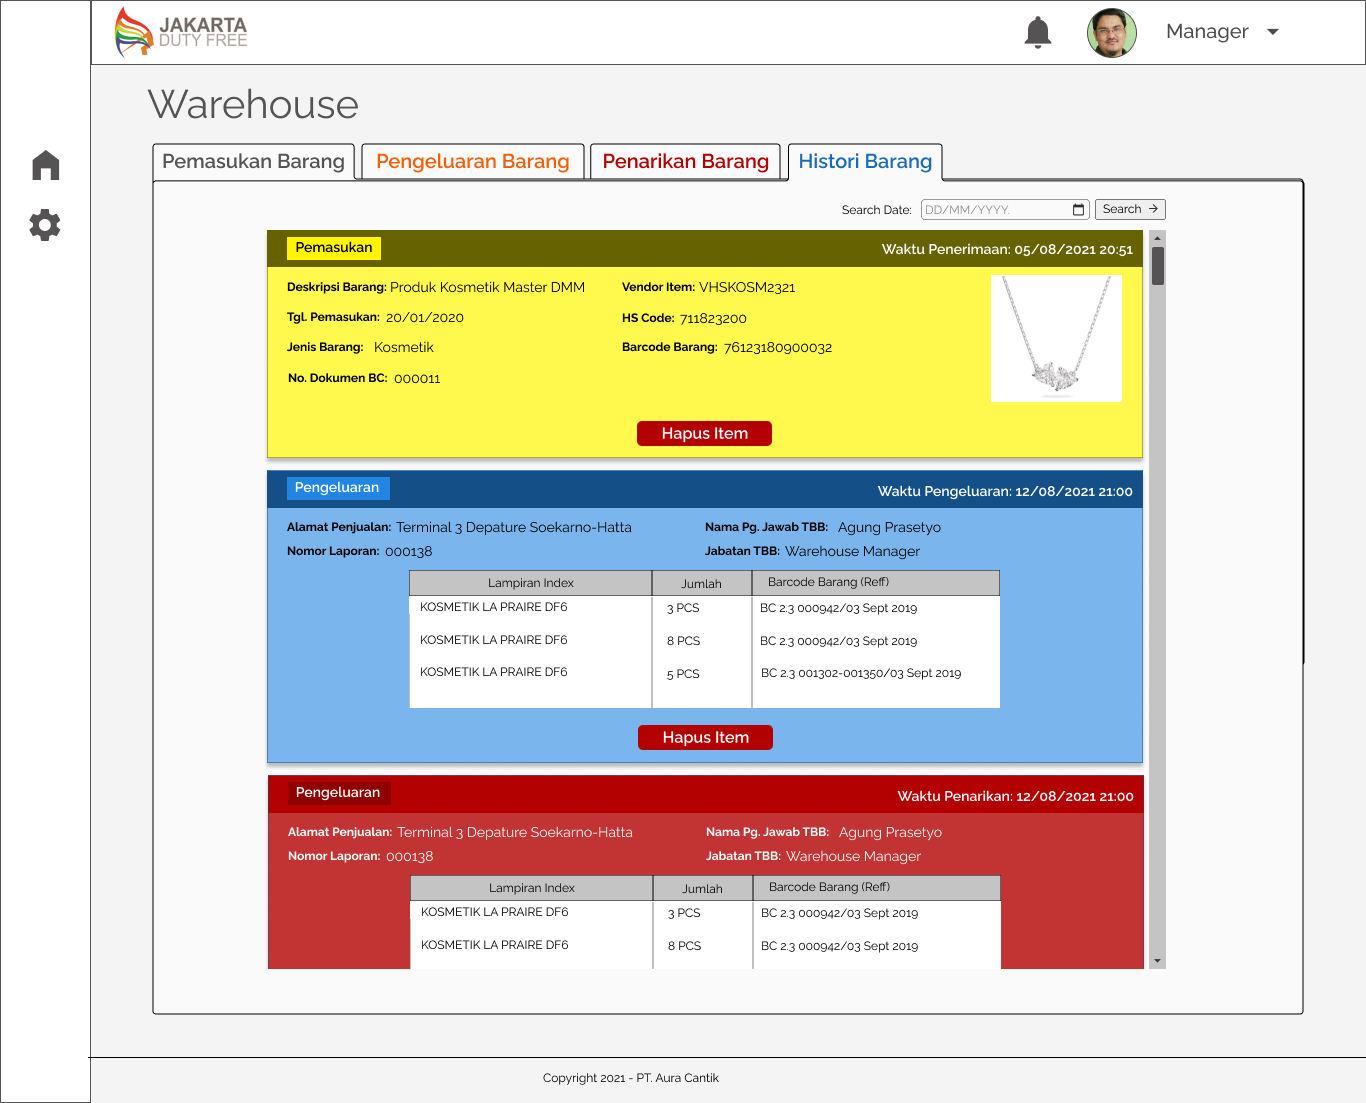 JAKARTA
DUTY FREE
Manager
Warehouse
Pemasukan Barang
Pengeluaran Barang
Penarikan Barang
Histori Barang
Search Date: DD/MM/YYYY. Search
Pemasukan Waktu Penerimaan: 05/08/2021 20:51
Deskripsi Barang: Produk Kosmetik Master DMM Vendor Item: VHSKOSM2321
Tgl. Pemasukan: 20/01/2020 HS Code: 711823200
Jenis Barang: Kosmetik Barcode Barang: 76123180900032
No. Dokumen BC: 000011
Hapus Item
Pengeluaran Waktu Pengeluaran: 12/08/2021 21:00
Alamat Penjualan: Terminal 3 Depature Soekarno-Hatta Nama Pg. Jawab TBB: Agung Prasetyo
Nomor Laporan: 000138 Jabatan TBB: Warehouse Manager
Lampiran Index Jumlah Barcode Barang (Reff)
KOSMETIK LA PRAIRE DF6 3 PCS BC 2.3 000942/03 Sept 2019
KOSMETIK LA PRAIRE DF6 8 PCS BC 2.3 000942/03 Sept 2019
KOSMETIK LA PRAIRE DF6 5 PCS BC 2.3 001302-001350/03 Sept 2019
Hapus Item
Pengeluaran Waktu Penarikan: 12/08/2021 21:00
Alamat Penjualan: Terminal 3 Depature Soekarno-Hatta Nama Pg. Jawab TBB: Agung Prasetyo
Nomor Laporan: 000138 Jabatan TBB: Warehouse Manager
Lampiran Index Jumlah Barcode Barang (Reff)
KOSMETIK LA PRAIRE DF6 3 PCS BC 2.3 000942/03 Sept 2019
KOSMETIK LA PRAIRE DF6 8 PCS BC 2.3 000942/03 Sept 2019
Copyright 2021 - PT. Aura Cantik